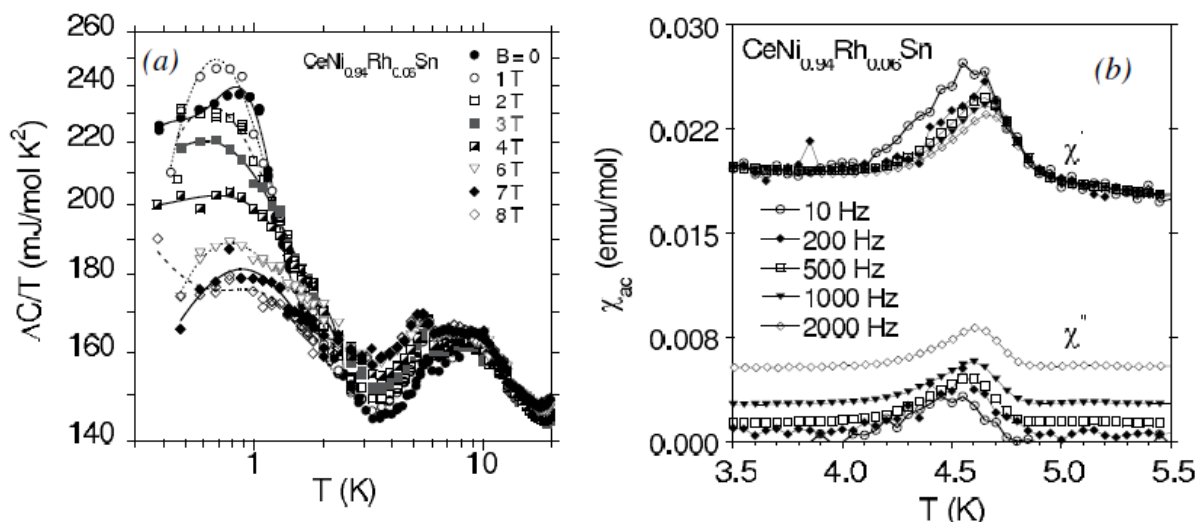 (a)
CeNi0.94Rh0.06Sn
B = 0
1 T
2 T
3 T
4 T
6 T
7 T
8 T
260
240
220
200
180
160
140
ΔC/T (mJ/mol K²)
1
10
T (K)
(b)
CeNi0.94Rh0.06Sn
χ'
10 Hz
200 Hz
500 Hz
1000 Hz
2000 Hz
χ"
0.030
0.022
0.015
0.008
0.000
χac (emu/mol)
3.5
4.0
4.5
5.0
5.5
T (K)